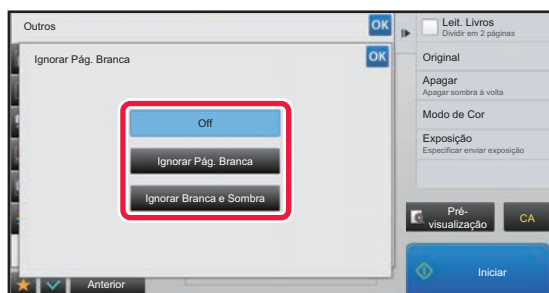 Outros
OK
Ignorar Pág. Branca
OK
Off
Ignorar Pág. Branca
Ignorar Branca e Sombra
Anterior
Leit. Livros
Dividir em 2 páginas
Original
Apagar
Apagar sombra à volta
Modo de Cor
Exposição
Especificar enviar exposição
Pré-
visualização
CA
Iniciar